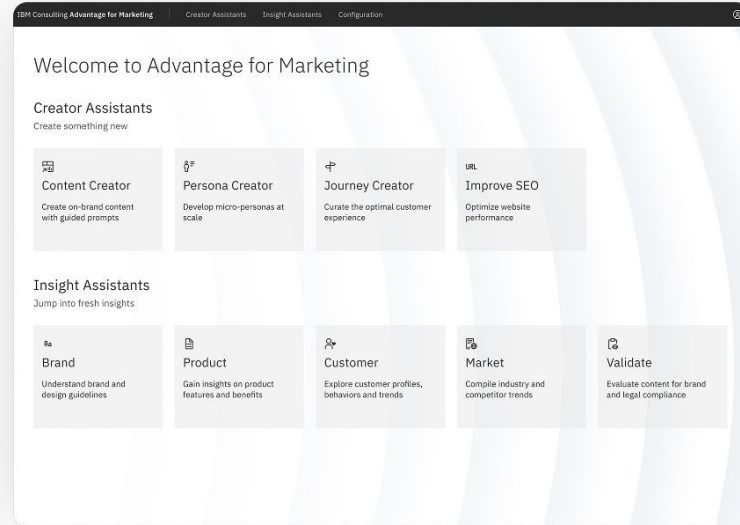 IBM Consulting Advantage for Marketing
Creator Assistants
Insight Assistants
Configuration
Welcome to Advantage for Marketing
Creator Assistants
Create something new
Content Creator
Create on-brand content
with guided prompts
Persona Creator
Develop micro-personas at
scale
Journey Creator
Curate the optimal customer
experience
URL
Improve SEO
Optimize website
performance
Insight Assistants
Jump into fresh insights
Ra
Brand
Understand brand and
design guidelines
Product
Gain insights on product
features and benefits
Customer
Explore customer profiles,
behaviors and trends
Market
Compile industry and
competitor trends
Validate
Evaluate content for brand
and legal compliance